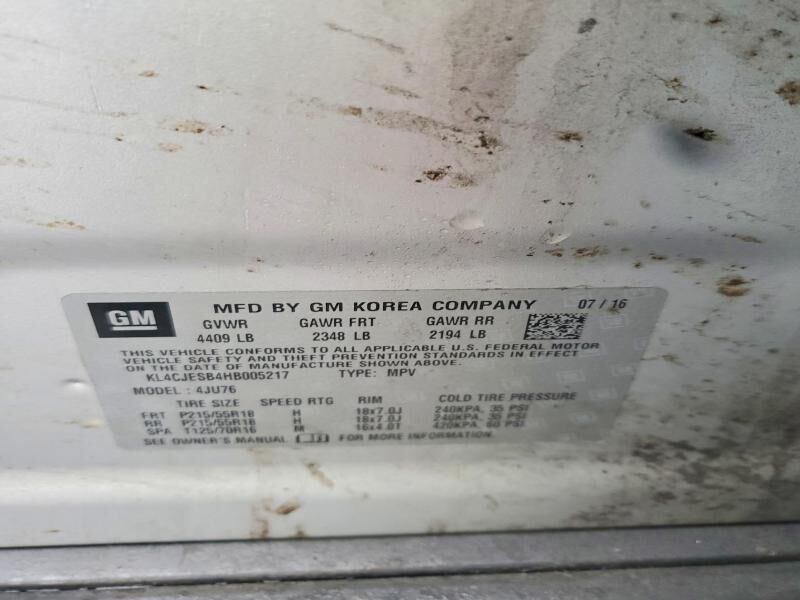 GM MFD BY GM KOREA COMPANY 07 / 16
GVWR GAWR FRT GAWR RR
4409 LB 2348 LB 2194 LB
THIS VEHICLE CONFORMS TO ALL APPLICABLE U.S. FEDERAL MOTOR
VEHICLE SAFETY AND THEFT PREVENTION STANDARDS IN EFFECT
ON THE DATE OF MANUFACTURE SHOWN ABOVE.
KL4CJESB4HB005217 TYPE: MPV
MODEL: 4JU76
TIRE SIZE SPEED RTG RIM COLD TIRE PRESSURE
FRT P215/55R18 H 18x7.0J 240KPA, 35 PSI
RR P215/55R18 H 18x7.0J 240KPA, 35 PSI
SPA T125/70R16 M 16x4.0T 420KPA, 60 PSI
SEE OWNER'S MANUAL FOR MORE INFORMATION